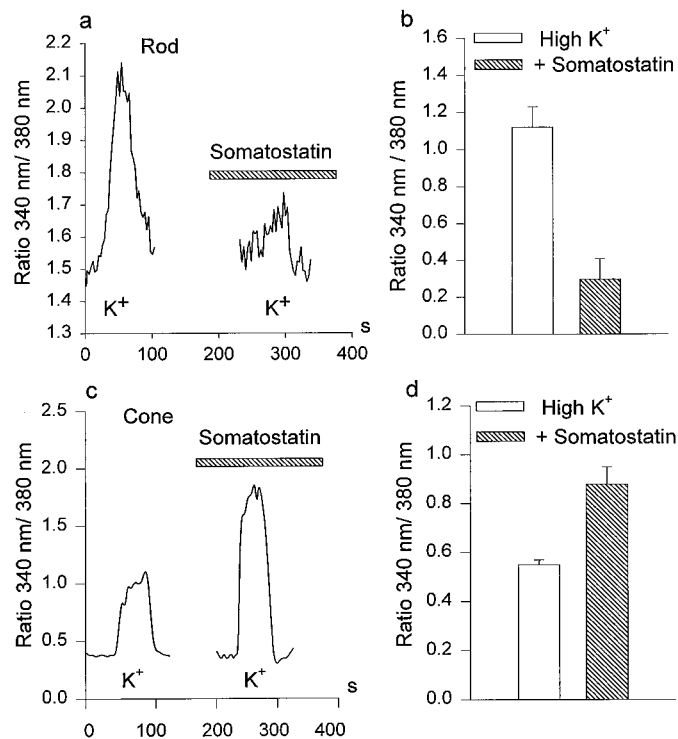 a
Rod
2.2
2.1
2.0
1.9
1.8
1.7
1.6
1.5
1.4
1.3
Ratio 340 nm/ 380 nm
Somatostatin
K+
K+
0
100
200
300
400
s
b
High K+
+ Somatostatin
1.6
1.4
1.2
1.0
0.8
0.6
0.4
0.2
0.0
Ratio 340 nm / 380 nm
c
Cone
2.5
2.0
1.5
1.0
0.5
0.0
Ratio 340 nm/ 380 nm
Somatostatin
K+
K+
0
100
200
300
400
s
d
High K+
+ Somatostatin
1.2
1.0
0.8
0.6
0.4
0.2
0.0
Ratio 340 nm/ 380 nm